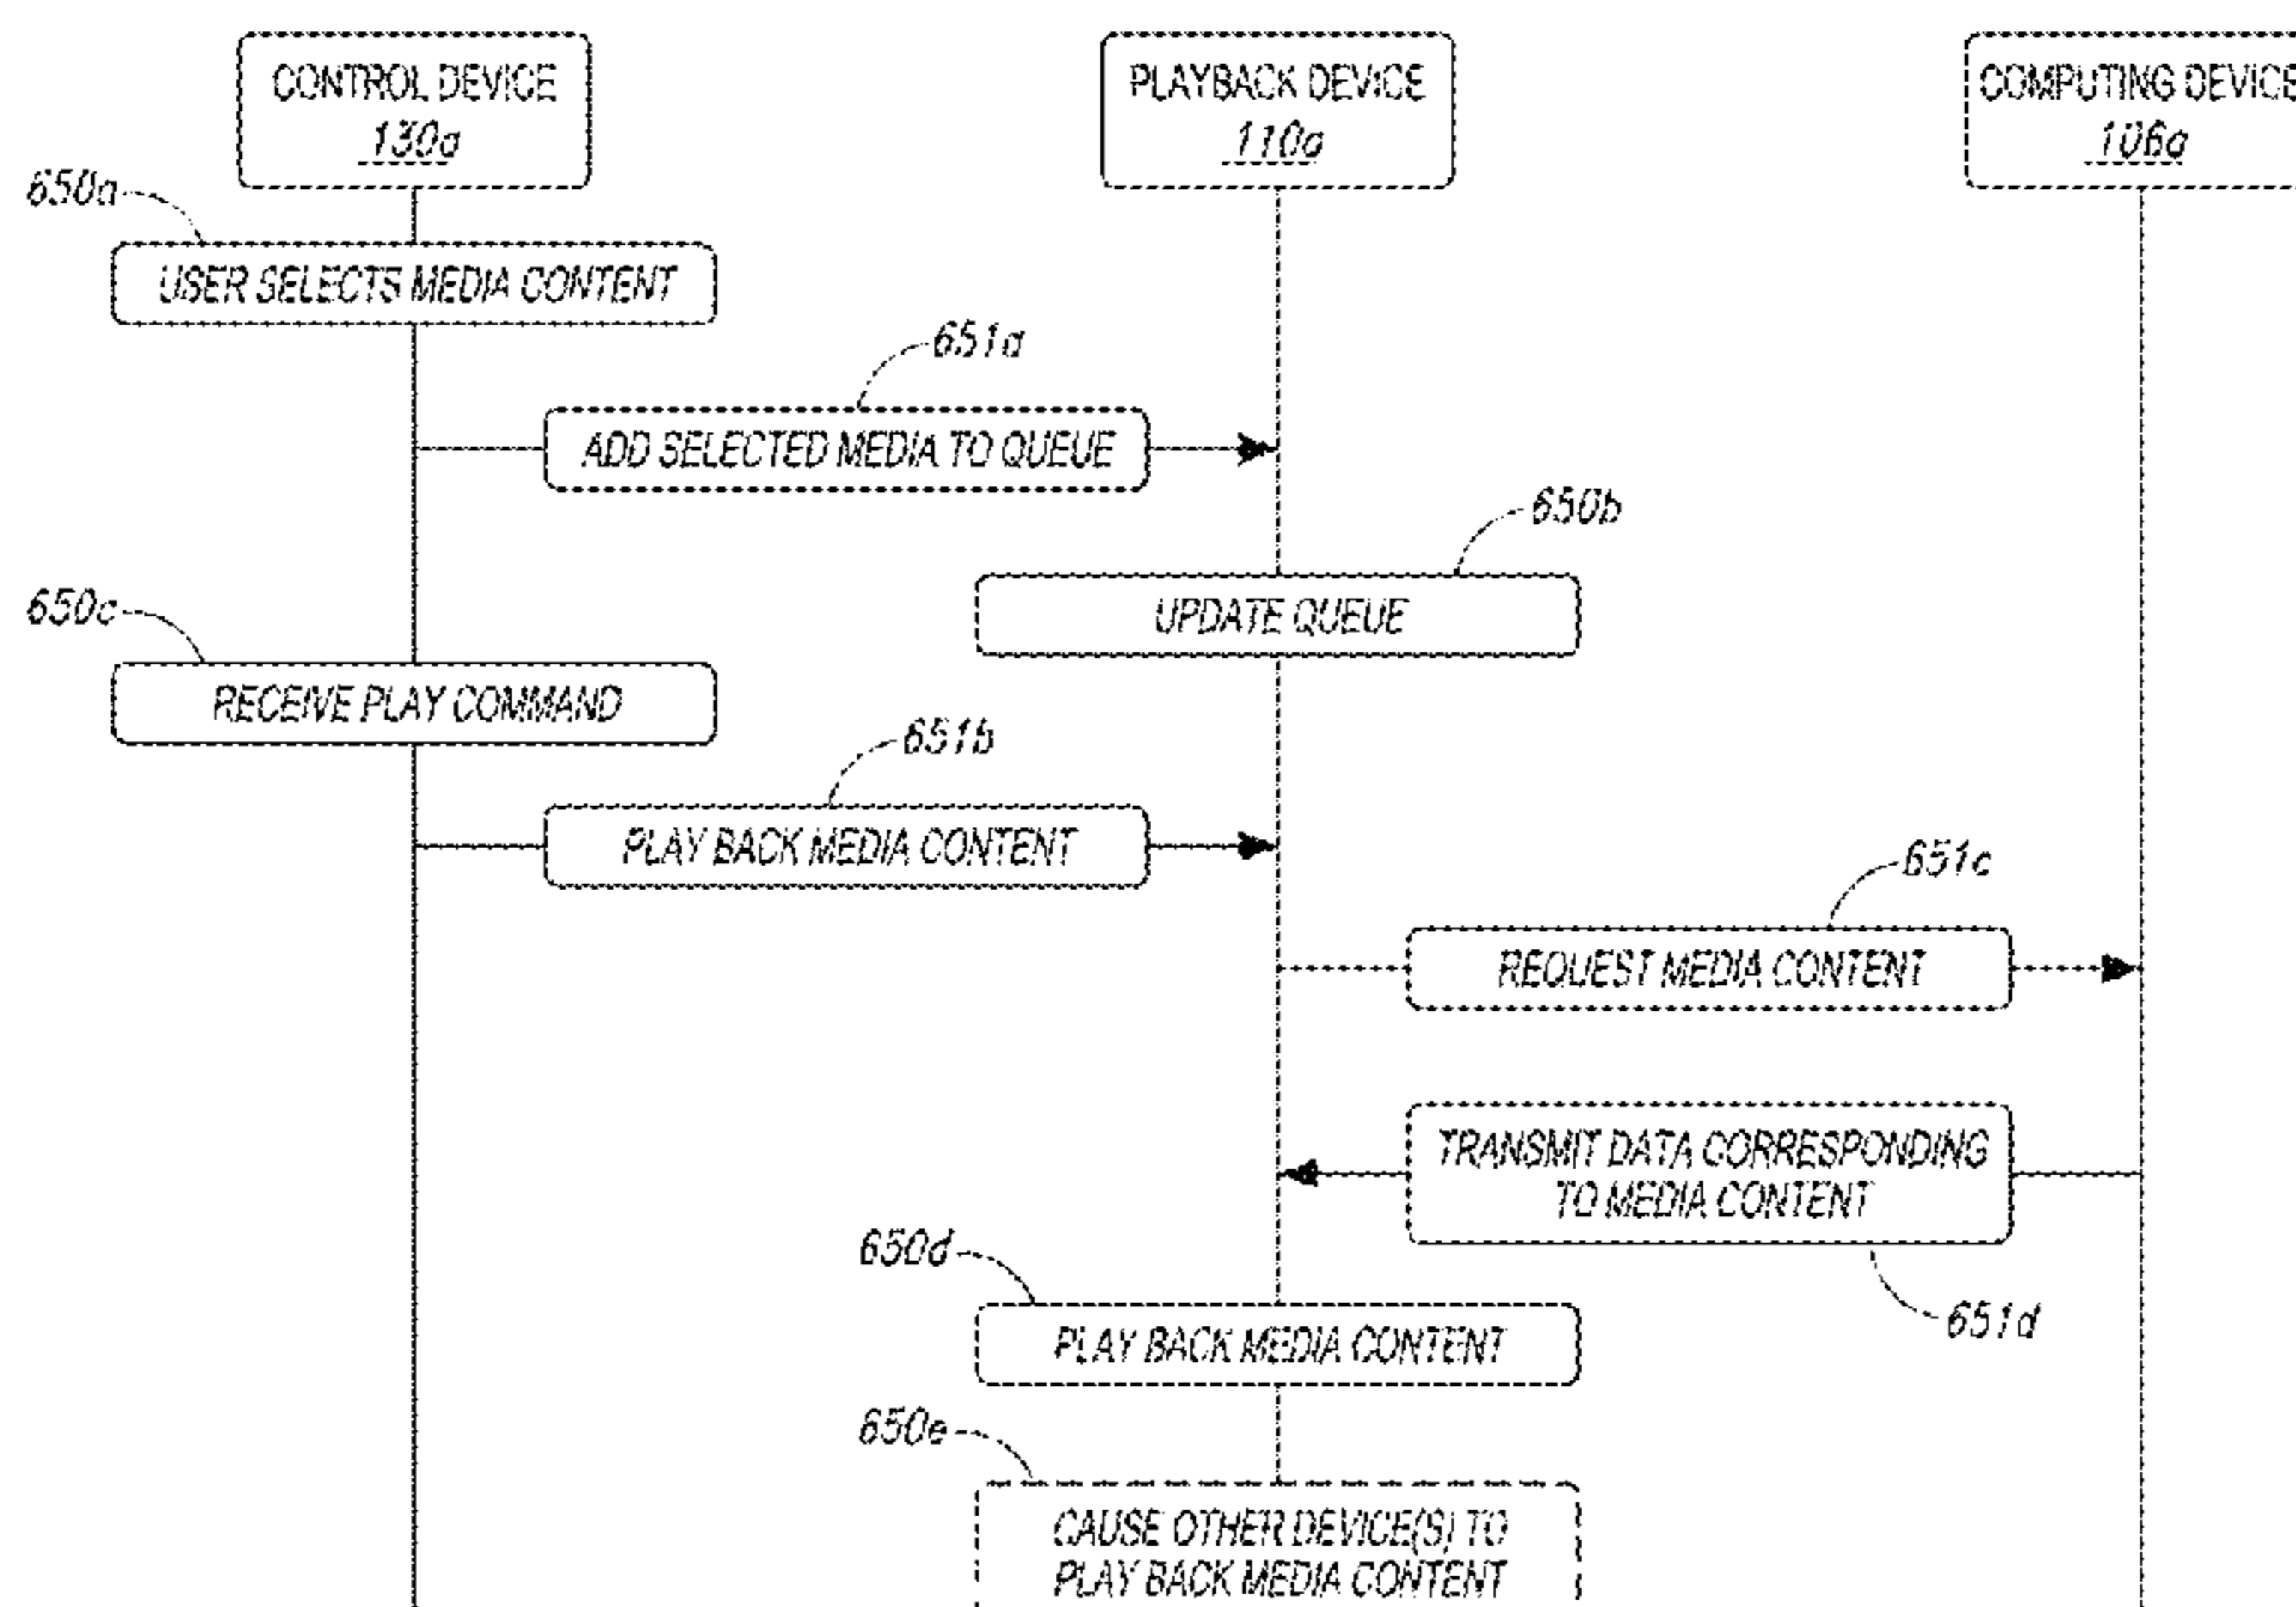 CONTROL DEVICE
130a
PLAYBACK DEVICE
110a
COMPUTING DEVICE
106a
650a
USER SELECTS MEDIA CONTENT
651a
ADD SELECTED MEDIA TO QUEUE
650b
UPDATE QUEUE
650c
RECEIVE PLAY COMMAND
651b
PLAY BACK MEDIA CONTENT
651c
REQUEST MEDIA CONTENT
TRANSMIT DATA CORRESPONDING
TO MEDIA CONTENT
651d
650d
PLAY BACK MEDIA CONTENT
650e
CAUSE OTHER DEVICE(S) TO
PLAY BACK MEDIA CONTENT